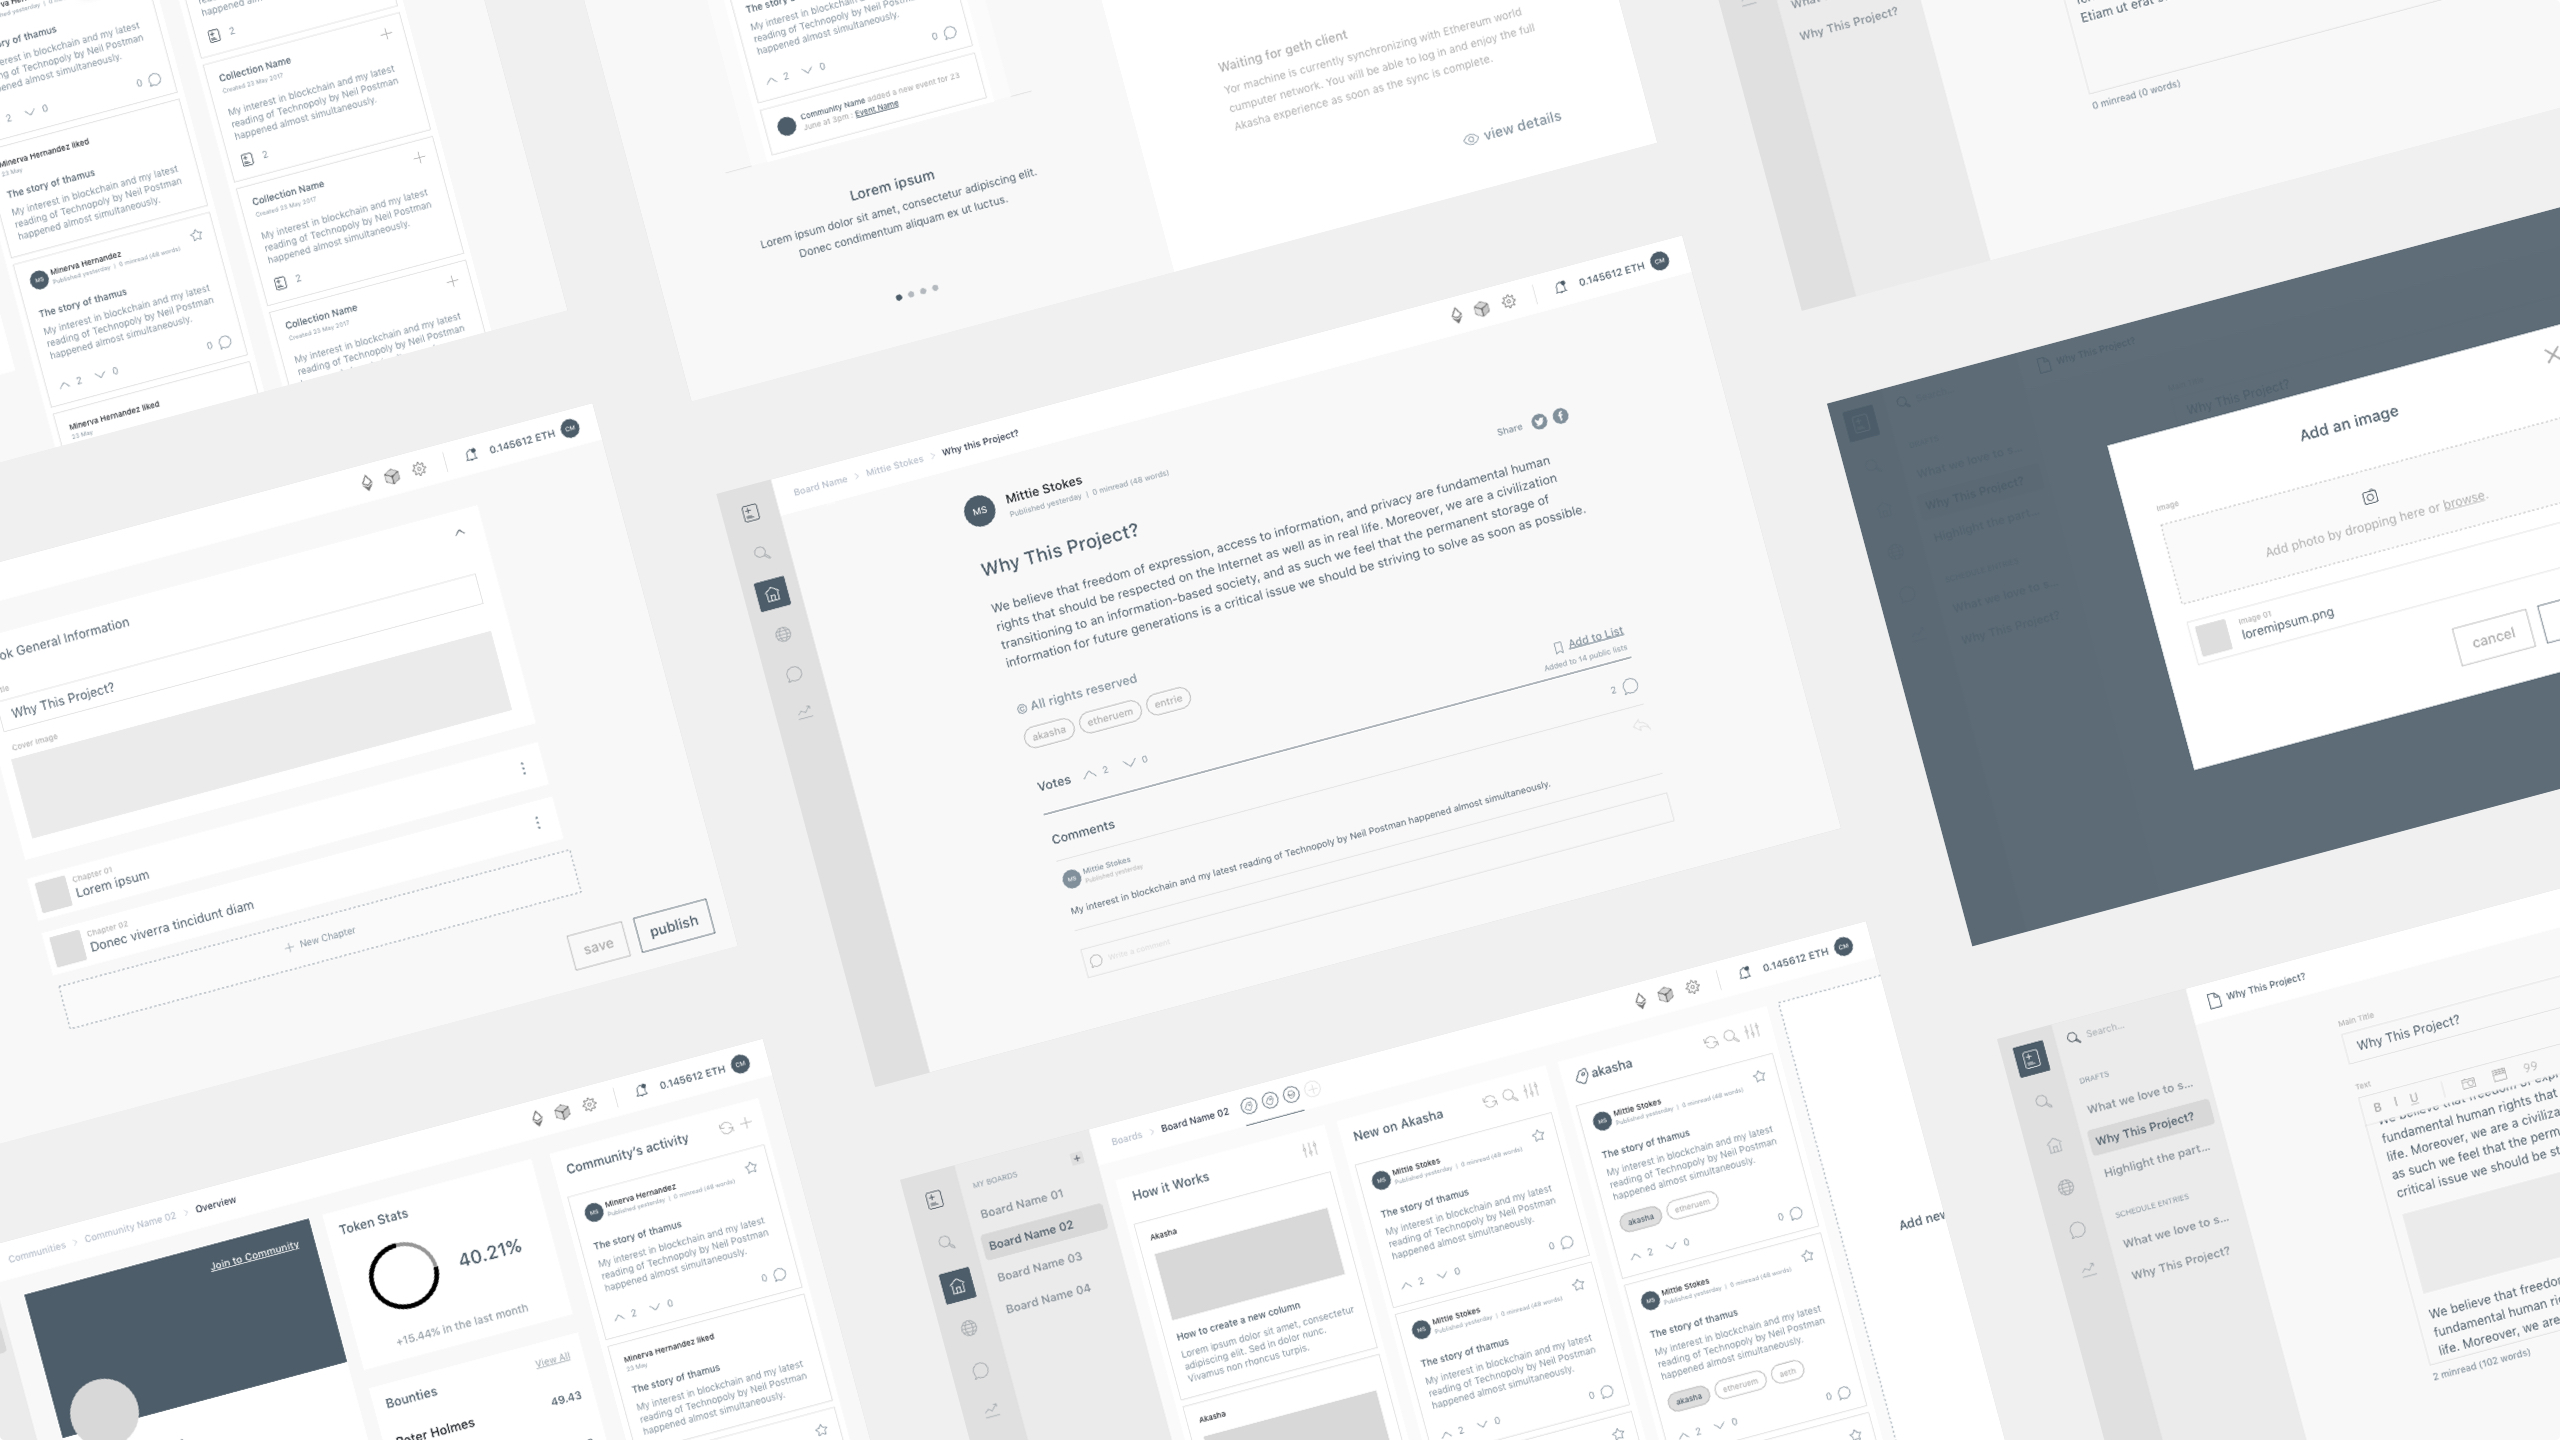 My interest in blockchain and my latest
reading of Technopoly by Neil Postman
happened almost simultaneously.
2 0
0
Minerva Hernandez liked
23 May
The story of thamus
My interest in blockchain and my latest
reading of Technopoly by Neil Postman
happened almost simultaneously.
MS
Minerva Hernandez
Published yesterday | 0 minread (48 words)
The story of thamus
My interest in blockchain and my latest
reading of Technopoly by Neil Postman
happened almost simultaneously.
0
2 0
Minerva Hernandez liked
23 May
2
Collection Name
Created 23 May 2017
My interest in blockchain and my latest
reading of Technopoly by Neil Postman
happened almost simultaneously.
2
Collection Name
Created 23 May 2017
My interest in blockchain and my latest
reading of Technopoly by Neil Postman
happened almost simultaneously.
2
Collection Name
Created 23 May 2017
My interest in blockchain and my latest
reading of Technopoly by Neil Postman
The story of thamus
My interest in blockchain and my latest
reading of Technopoly by Neil Postman
happened almost simultaneously.
0
2 0
Community Name added a new event for 23
June at 3pm : Event Name
Lorem ipsum
Lorem ipsum dolor sit amet, consectetur adipiscing elit.
Donec condimentum aliquam ex ut luctus.
Waiting for geth client
Yor machine is currently synchronizing with Ethereum world
cumputer network. You will be able to log in and enjoy the full
Akasha experience as soon as the sync is complete.
view details
What
Why This Project?
Etiam ut erat
0 minread (0 words)
0.145612 ETH CM
ok General Information
Why This Project?
Cover Image
Chapter 01
Lorem ipsum
Chapter 02
Donec viverra tincidunt diam
+ New Chapter
save
publish
0.145612 ETH CM
Board Name > Mittie Stokes > Why this Project?
Share
MS
Mittie Stokes
Published yesterday | 0 minread (48 words)
Why This Project?
We believe that freedom of expression, access to information, and privacy are fundamental human
rights that should be respected on the Internet as well as in real life. Moreover, we are a civilization
transitioning to an information-based society, and as such we feel that the permanent storage of
information for future generations is a critical issue we should be striving to solve as soon as possible.
© All rights reserved
akasha etheruem entrie
Add to List
Added to 14 public lists
Votes 2 0
2
Comments
MS
Mittie Stokes
Published yesterday
My interest in blockchain and my latest reading of Technopoly by Neil Postman happened almost simultaneously.
Write a comment
Why This Project?
Search...
Why This Project?
What we love to s...
Why This Project?
Highlight the part...
What we love to s...
Why This Project?
Add an image
Image
Add photo by dropping here or browse.
Image 01
loremipsum.png
cancel
0.145612 ETH CM
Communities > Community Name 02 > Overview
Join to Community
Token Stats
40.21%
+15.44% in the last month
View All
Bounties
49.43
Peter Holmes
Community's activity
MS
Minerva Hernandez
Published yesterday | 0 minread (48 words)
The story of thamus
My interest in blockchain and my latest
reading of Technopoly by Neil Postman
happened almost simultaneously.
0
2 0
Minerva Hernandez liked
23 May
The story of thamus
My interest in blockchain and my latest
reading of Technopoly by Neil Postman
happened almost simultaneously.
0.145612 ETH CM
Boards > Board Name 02
MY BOARDS
Board Name 01
Board Name 02
Board Name 03
Board Name 04
How it Works
Akasha
How to create a new column
Lorem ipsum dolor sit amet, consectetur
adipiscing elit. Sed in dolor nunc.
Vivamus non rhoncus turpis.
Akasha
New on Akasha
MS
Mittie Stokes
Published yesterday | 0 minread (48 words)
The story of thamus
My interest in blockchain and my latest
reading of Technopoly by Neil Postman
happened almost simultaneously.
0
2 0
MS
Mittie Stokes
Published yesterday | 0 minread (48 words)
The story of thamus
My interest in blockchain and my latest
reading of Technopoly by Neil Postman
happened almost simultaneously.
0
2 0
akasha
MS
Mittie Stokes
Published yesterday | 0 minread (48 words)
The story of thamus
My interest in blockchain and my latest
reading of Technopoly by Neil Postman
happened almost simultaneously.
akasha etheruem
0
2 0
MS
Mittie Stokes
Published yesterday | 0 minread (48 words)
The story of thamus
My interest in blockchain and my latest
reading of Technopoly by Neil Postman
happened almost simultaneously.
akasha etheruem aeth
0
2 0
Add new
Why This Project?
Search...
DRAFTS
What we love to s...
Why This Project?
Highlight the part...
SCHEDULE ENTRIES
What we love to s...
Why This Project?
Main Title
Why This Project?
Text
B I U 99
We believe that freedom of expr
fundamental human rights that
life. Moreover, we are a civiliza
as such we feel that the perm
critical issue we should be st
We believe that freedo
fundamental human ri
life. Moreover, we are
2 minread (102 words)